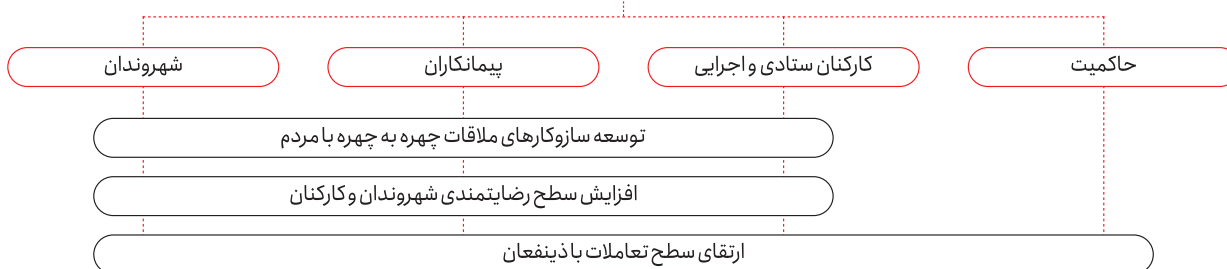 حاکمیت
کارکنان ستادی و اجرایی
پیمانکاران
شهروندان
توسعه سازوکارهای ملاقات چهره به چهره با مردم
افزایش سطح رضایتمندی شهروندان و کارکنان
ارتقای سطح تعاملات با ذینفعان